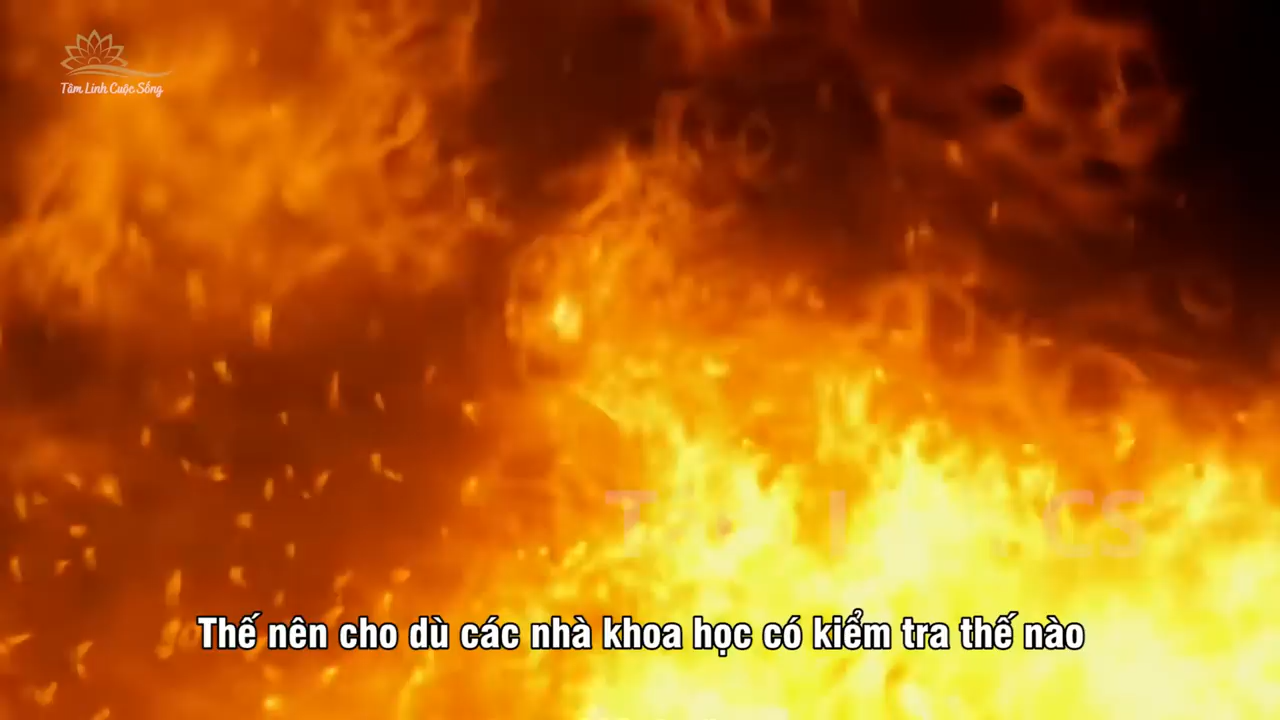 Tâm Linh Cuộc Sống
Thế nên cho dù các nhà khoa học có kiểm tra thế nào